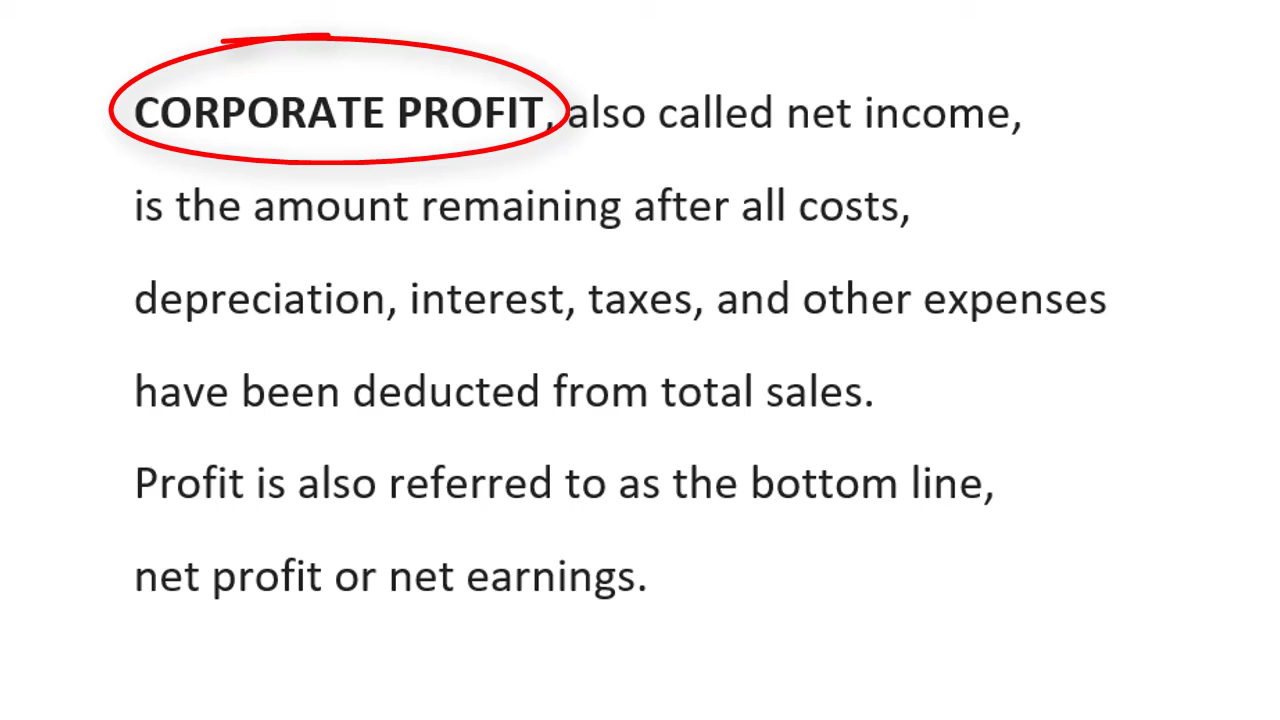 CORPORATE PROFIT, also called net income,
is the amount remaining after all costs,
depreciation, interest, taxes, and other expenses
have been deducted from total sales.
Profit is also referred to as the bottom line,
net profit or net earnings.